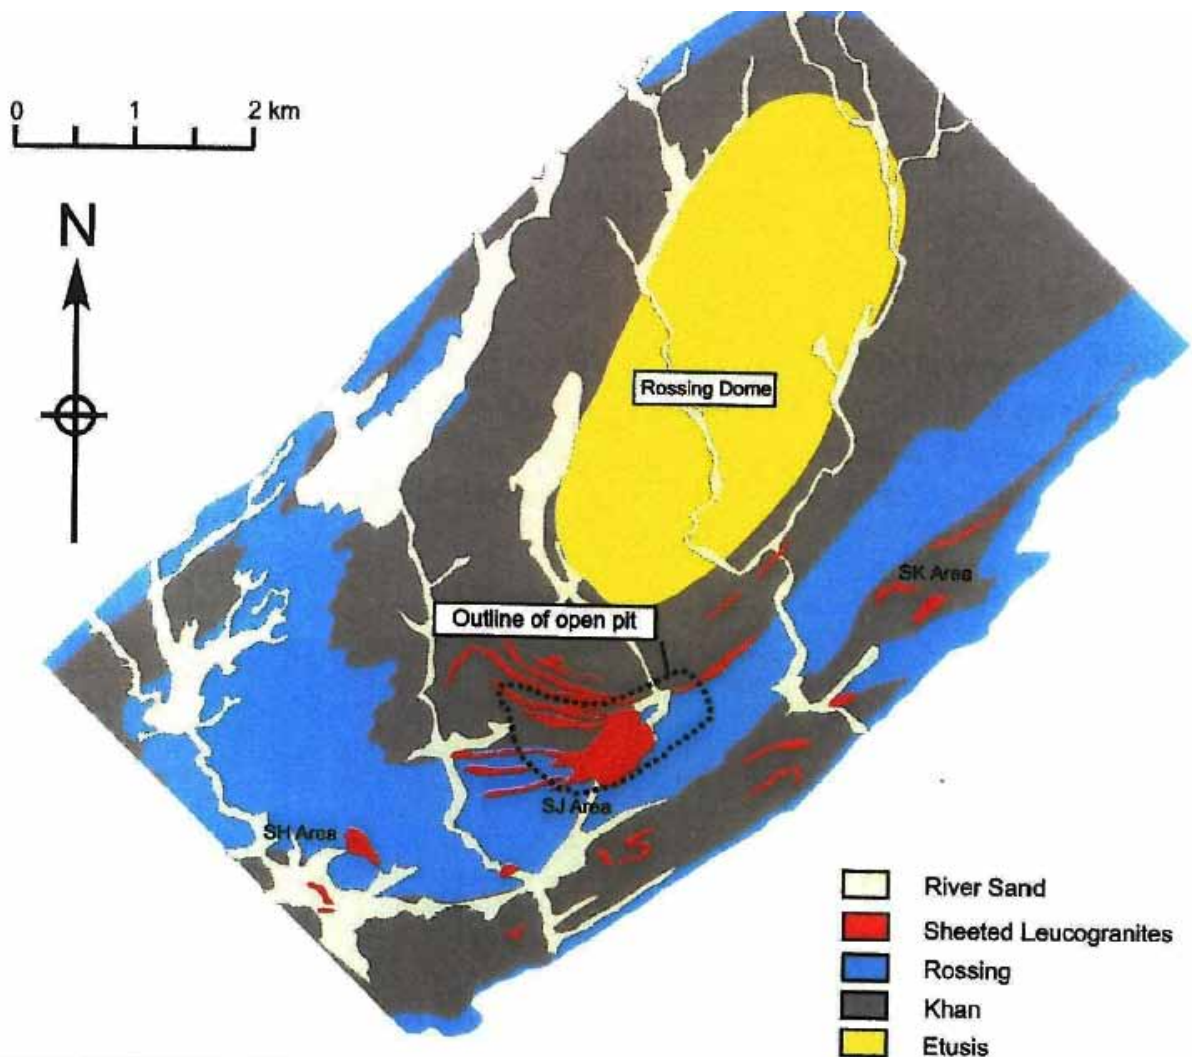 0 1 2 km
N
Rossing Dome
SK Area
Outline of open pit
SJ Area
SH Area
River Sand
Sheeted Leucogranites
Rossing
Khan
Etusis